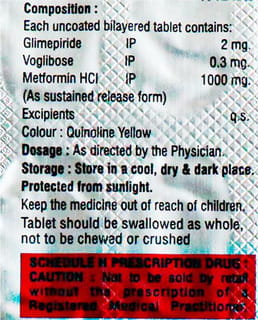 Composition :
Each uncoated bilayered tablet contains:
Glimepiride IP 2 mg.
Voglibose IP 0.3 mg.
Metformin HCl IP 1000 mg.
(As sustained release form)
Excipients q.s.
Colour : Quinoline Yellow
Dosage : As directed by the Physician.
Storage : Store in a cool, dry & dark place.
Protected from sunlight.
Keep the medicine out of reach of children.
Tablet should be swallowed as whole,
not to be chewed or crushed
SCHEDULE H PRESCRIPTION DRUG
CAUTION : Not to be sold by retail
without the prescription of a
Registered Medical Practitioner